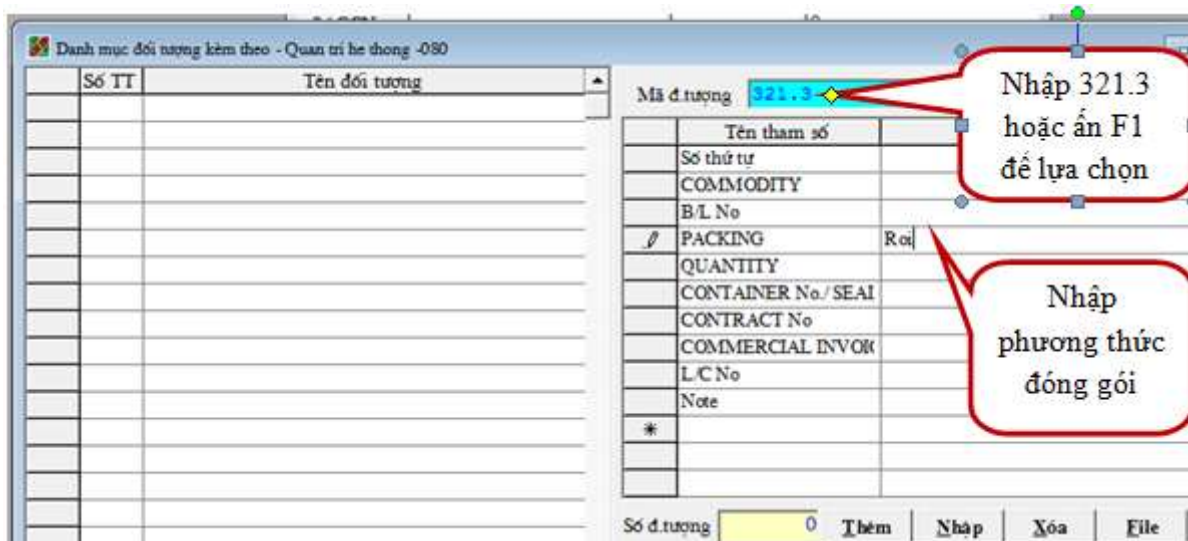 Danh mục đối tượng kèm theo - Quan tri he thong -080
Số TT
Tên đối tượng
Mã đ.tượng
321.3
Nhập 321.3
hoặc ấn F1
để lựa chọn
Tên tham số
Số thứ tự
COMMODITY
B/L No
PACKING
Roi
QUANTITY
CONTAINER No./ SEAI
CONTRACT No
COMMERCIAL INVOI
L/C No
Note
Nhập
phương thức
đóng gói
Số đ.tượng
0
Thêm
Nhập
Xóa
File